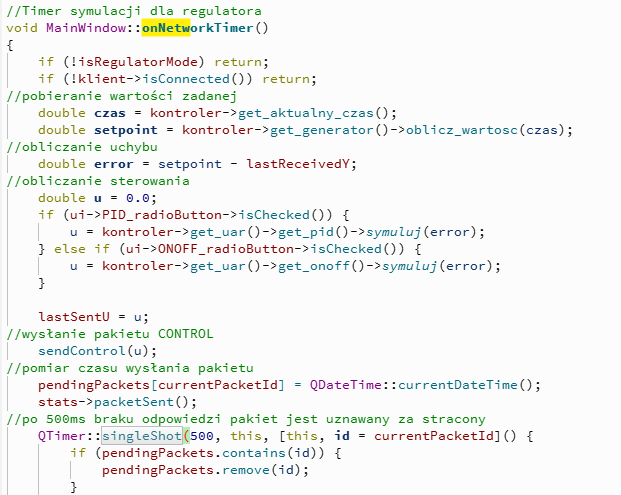 //Timer symulacji dla regulatora
void MainWindow::onNetworkTimer()
{
    if (!isRegulatorMode) return;
    if (!klient->isConnected()) return;
//pobieranie wartości zadanej
    double czas = kontroler->get_aktualny_czas();
    double setpoint = kontroler->get_generator()->oblicz_wartosc(czas);
//obliczanie uchybu
    double error = setpoint - lastReceivedY;
//obliczanie sterowania
    double u = 0.0;
    if (ui->PID_radioButton->isChecked()) {
        u = kontroler->get_uar()->get_pid()->symuluj(error);
    } else if (ui->ONOFF_radioButton->isChecked()) {
        u = kontroler->get_uar()->get_onoff()->symuluj(error);
    }

    lastSentU = u;
//wysłanie pakietu CONTROL
    sendControl(u);
//pomiar czasu wysłania pakietu
    pendingPackets[currentPacketId] = QDateTime::currentDateTime();
    stats->packetSent();
//po 500ms braku odpowiedzi pakiet jest uznawany za stracony
    QTimer::singleShot(500, this, [this, id = currentPacketId]() {
        if (pendingPackets.contains(id)) {
            pendingPackets.remove(id);
        }